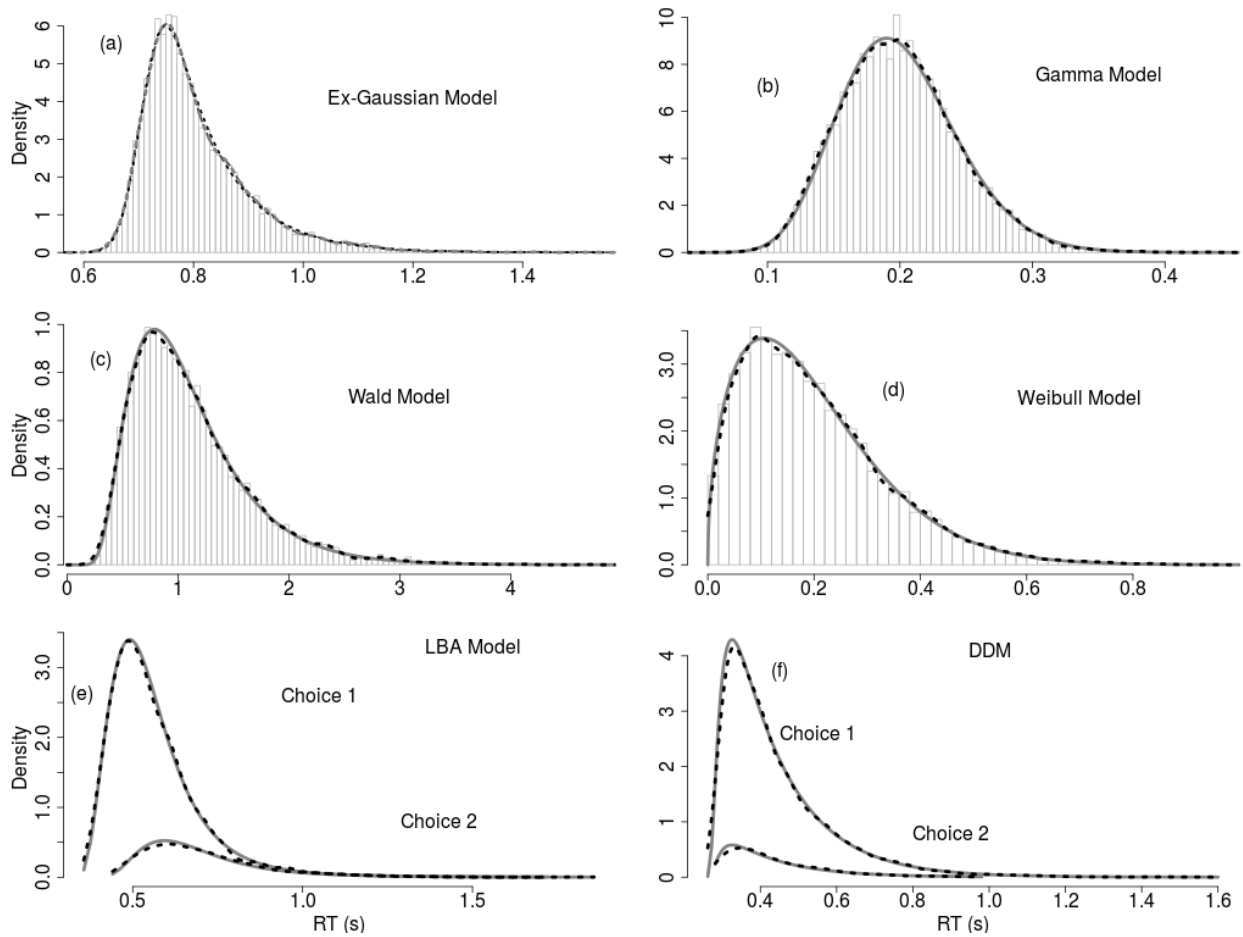 (a)
Ex-Gaussian Model
Density
0 1 2 3 4 5 6
0.6 0.8 1.0 1.2 1.4
(b)
Gamma Model
0 2 4 6 8 10
0.1 0.2 0.3 0.4
(c)
Wald Model
Density
0.0 0.2 0.4 0.6 0.8 1.0
0 1 2 3 4
(d)
Weibull Model
0.0 1.0 2.0 3.0
0.0 0.2 0.4 0.6 0.8
(e)
LBA Model
Choice 1
Choice 2
Density
0.0 1.0 2.0 3.0
0.5 1.0 1.5
RT (s)
(f)
DDM
Choice 1
Choice 2
0 1 2 3 4
0.4 0.6 0.8 1.0 1.2 1.4 1.6
RT (s)